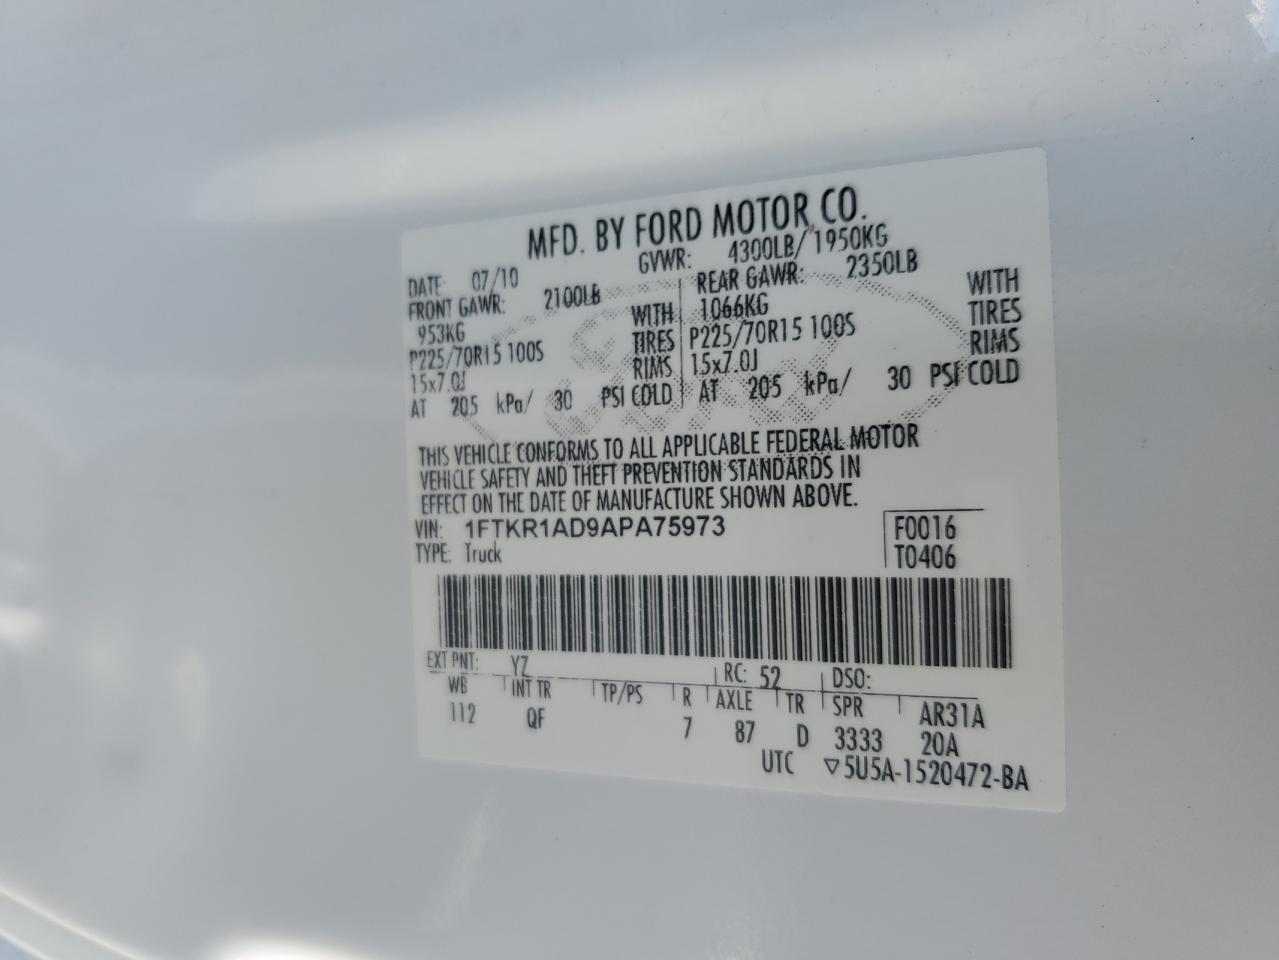 MFD. BY FORD MOTOR CO.
DATE 07/10 GVWR: 4300LB/1950KG
FRONT GAWR: 2100LB REAR GAWR: 2350LB
953KG WITH 1066KG WITH
P225/70R15 100S TIRES P225/70R15 100S TIRES
15x7.0J RIMS 15x7.0J RIMS
AT 205 kPa/ 30 PSI COLD AT 205 kPa/ 30 PSI COLD
THIS VEHICLE CONFORMS TO ALL APPLICABLE FEDERAL MOTOR
VEHICLE SAFETY AND THEFT PREVENTION STANDARDS IN
EFFECT ON THE DATE OF MANUFACTURE SHOWN ABOVE.
VIN: 1FTKR1AD9APA75973 F0016
TYPE: Truck T0406
EXT PNT: YZ RC: 52 DSO:
WB INT TR TP/PS R AXLE TR SPR AR31A
112 QF 7 87 D 3333 20A
UTC ▽5U5A-1520472-BA